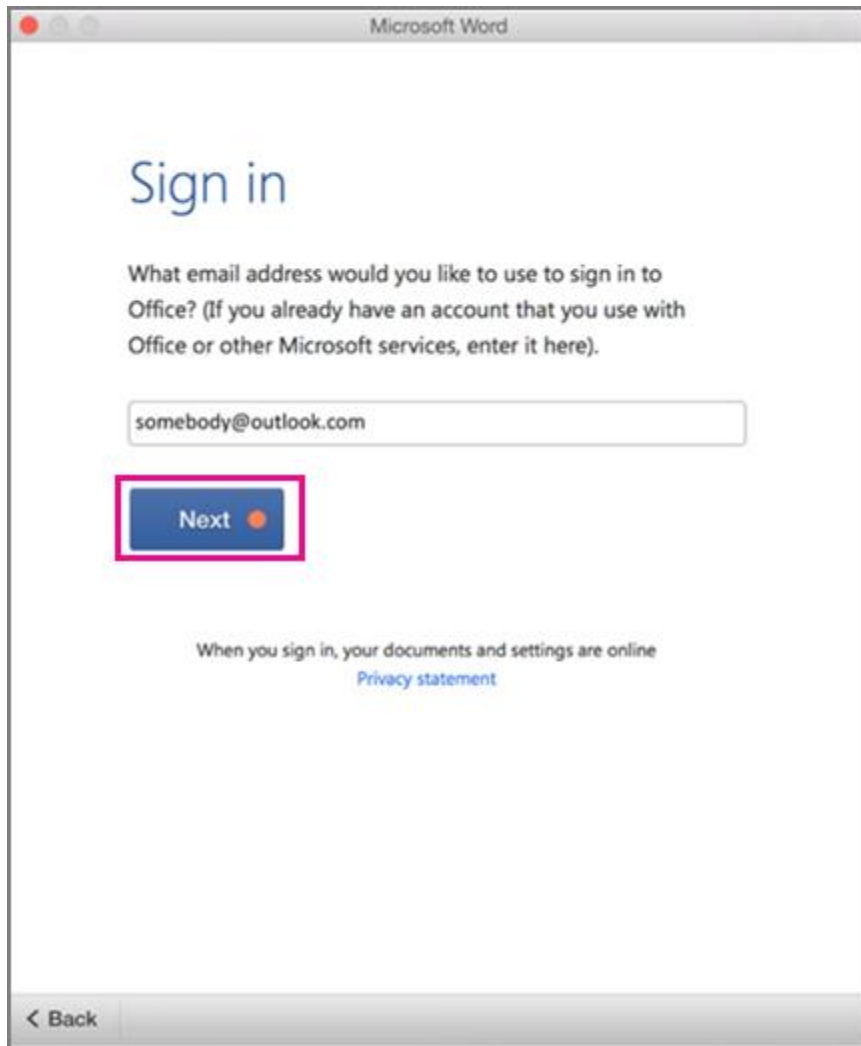 Microsoft Word
Sign in
What email address would you like to use to sign in to
Office? (If you already have an account that you use with
Office or other Microsoft services, enter it here).
somebody@outlook.com
Next
When you sign in, your documents and settings are online
Privacy statement
< Back